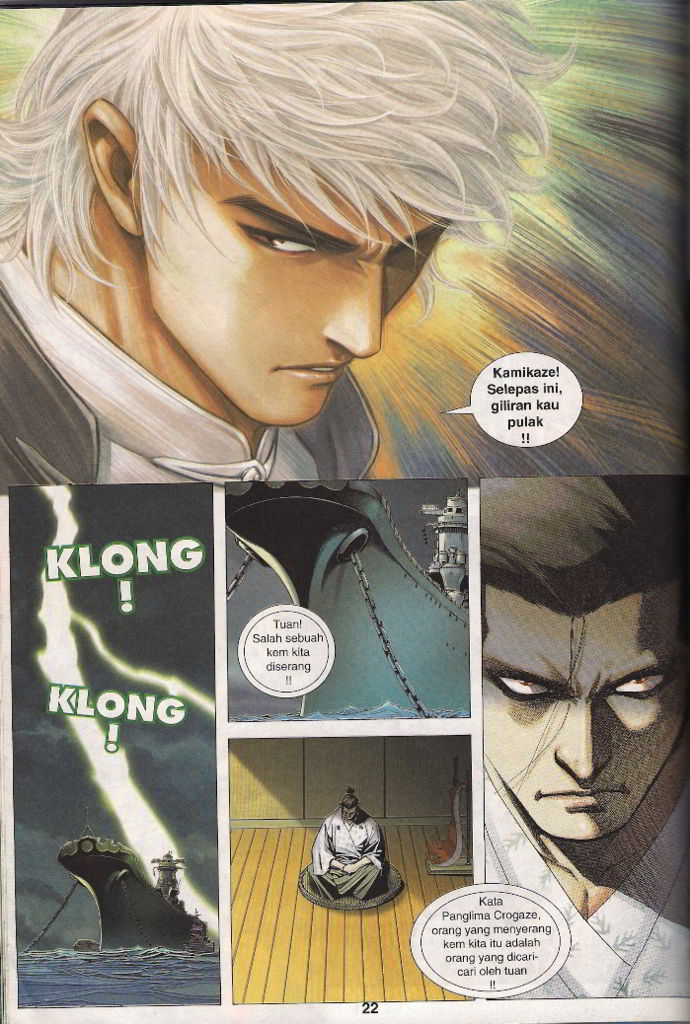 Kamikaze!
Selepas ini,
giliran kau
pulak
!!
KLONG
!
KLONG
!
Tuan!
Salah sebuah
kem kita
diserang
!!
Kata
Panglima Crogaze,
orang yang menyerang
kem kita itu adalah
orang yang dicari-
cari oleh tuan
!!
22